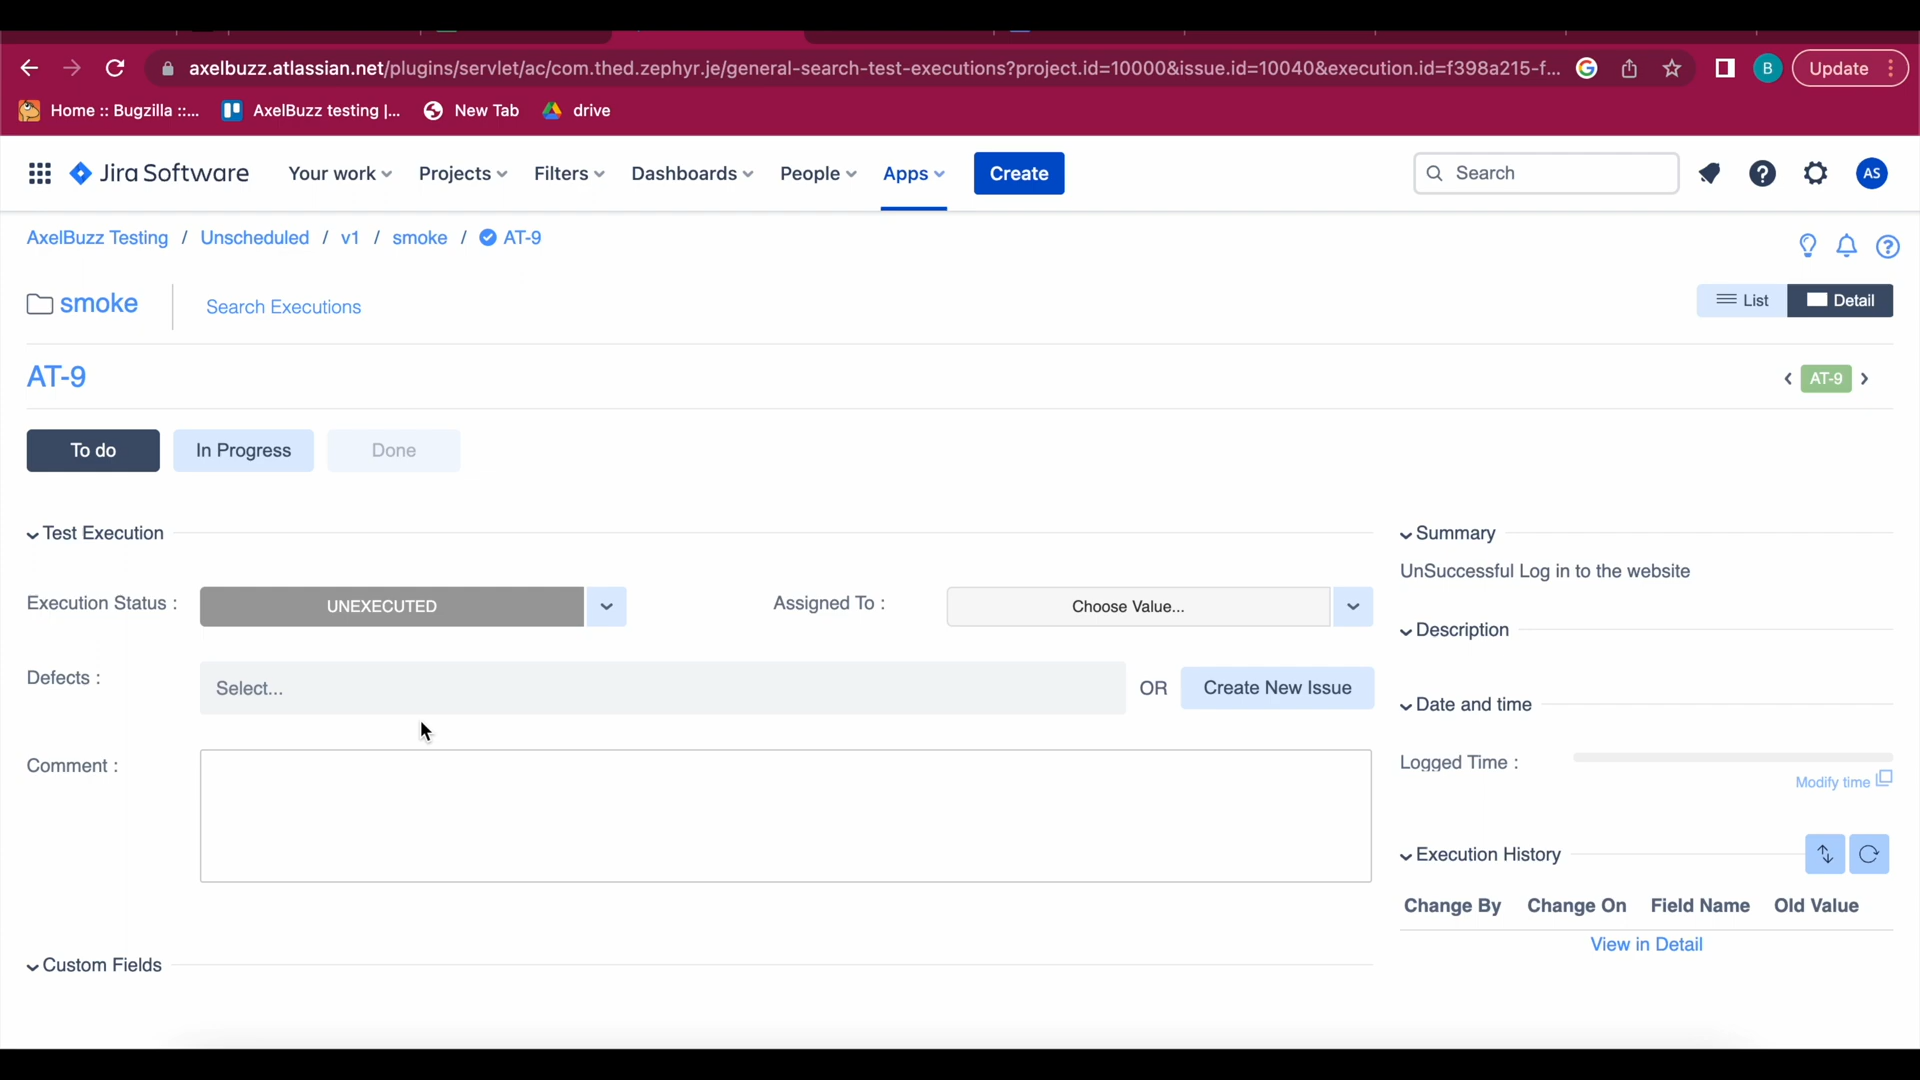 axelbuzz.atlassian.net/plugins/servlet/ac/com.thed.zephyr.je/general-search-test-executions?project.id=10000&issue.id=10040&execution.id=f398a215-f...
B
Update
Home :: Bugzilla ::...
AxelBuzz testing |...
New Tab
drive
Jira Software
Your work
Projects
Filters
Dashboards
People
Apps
Create
Search
AS
AxelBuzz Testing / Unscheduled / v1 / smoke / AT-9
smoke
Search Executions
List
Detail
AT-9
AT-9
To do
In Progress
Done
Test Execution
Execution Status :
UNEXECUTED
Assigned To :
Choose Value...
Defects :
Select...
OR
Create New Issue
Comment :
Custom Fields
Summary
UnSuccessful Log in to the website
Description
Date and time
Logged Time :
Modify time
Execution History
Change By Change On Field Name Old Value
View in Detail